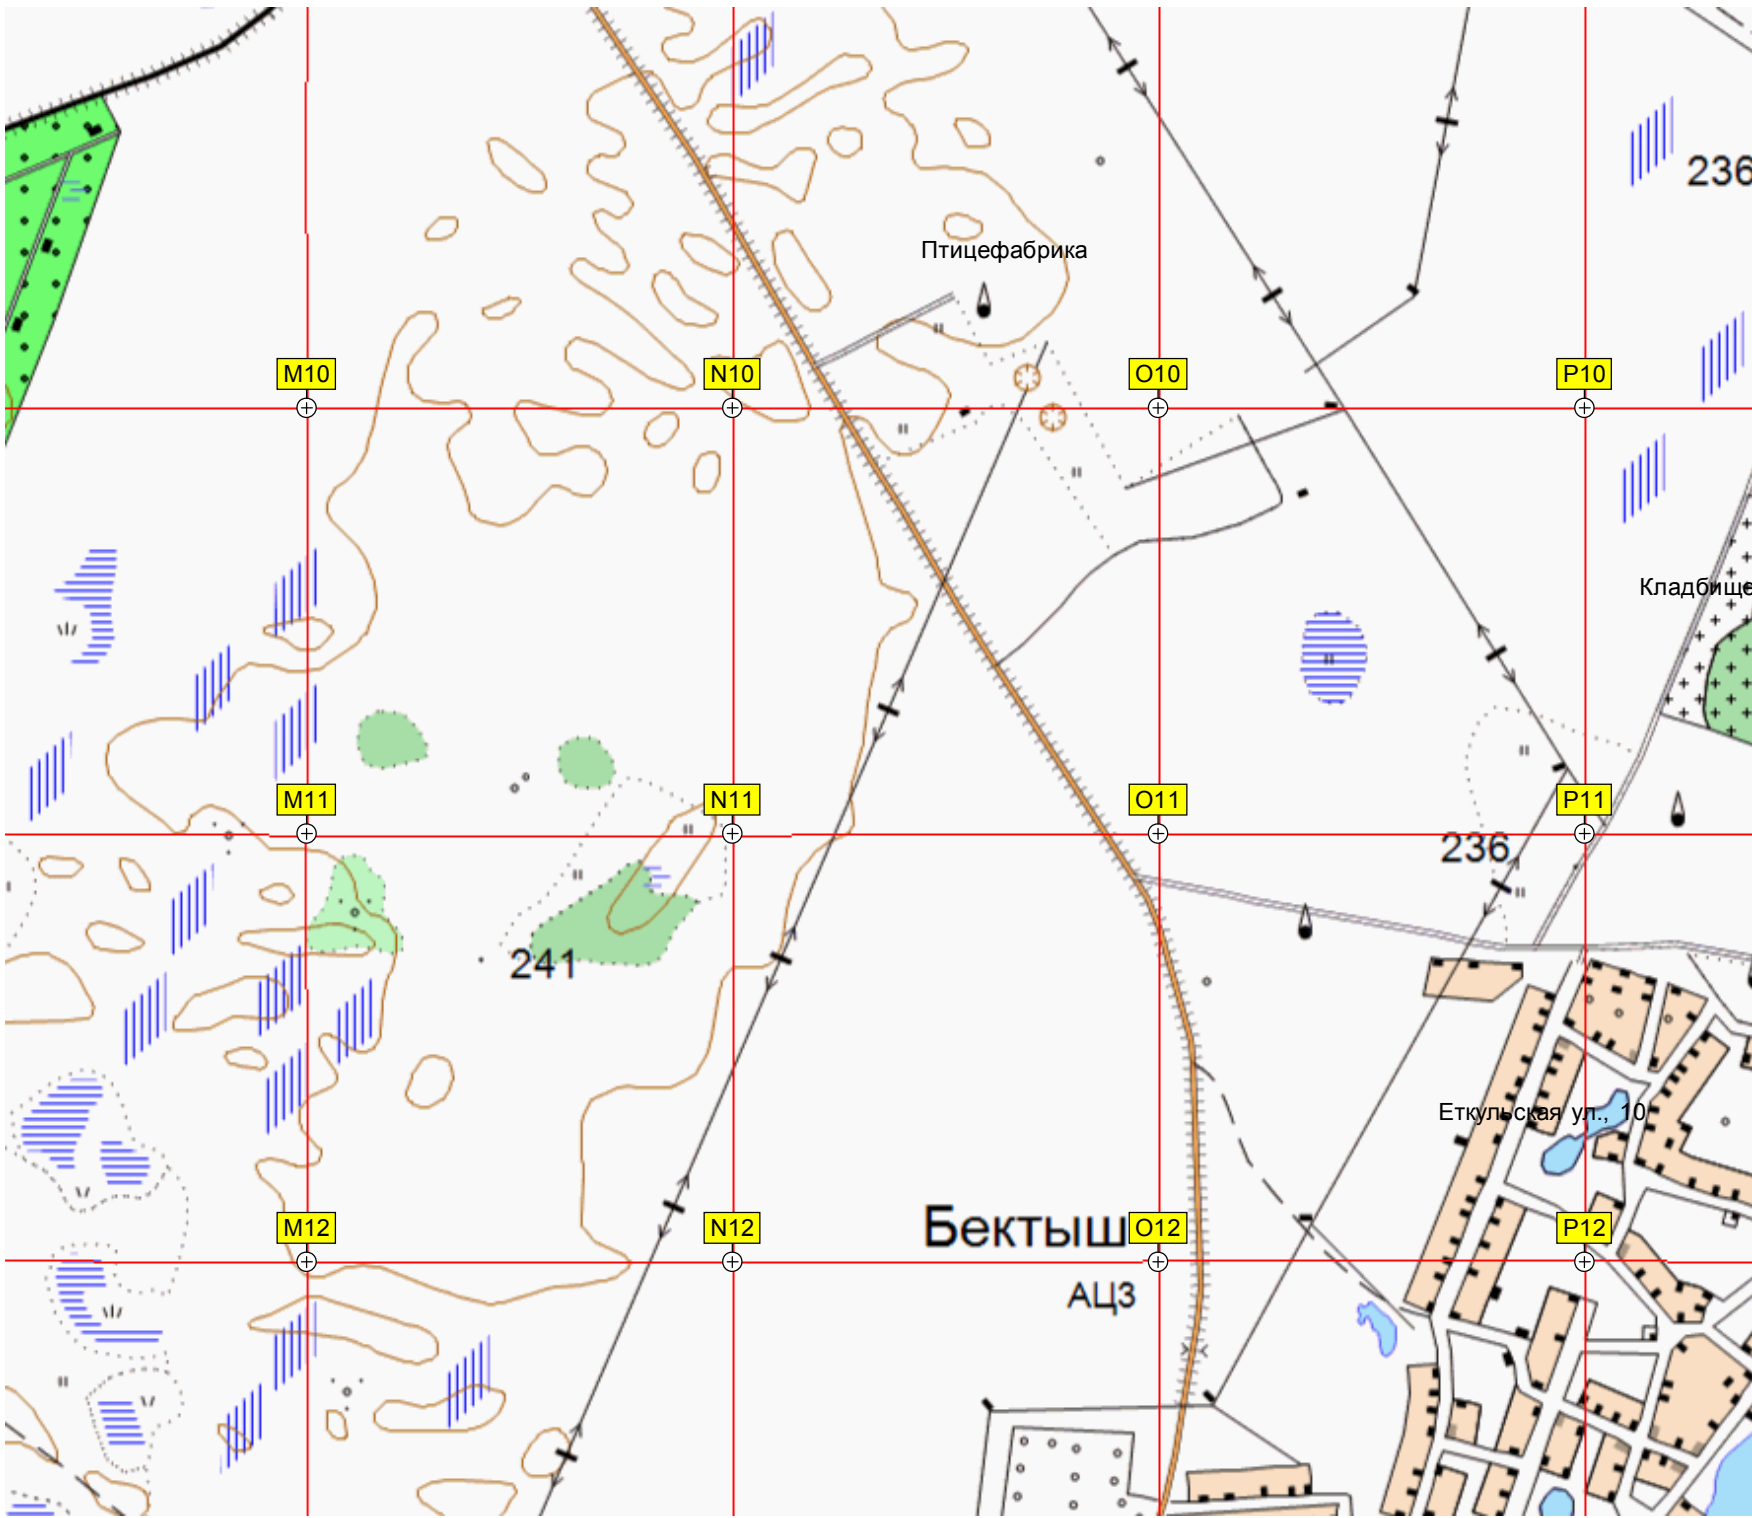 236
Птицефабрика
M10
N10
O10
P10
Кладбище
M11
N11
O11
P11
236
241
Еткульская ул., 10
Бектыш
M12
N12
O12
P12
АЦЗ